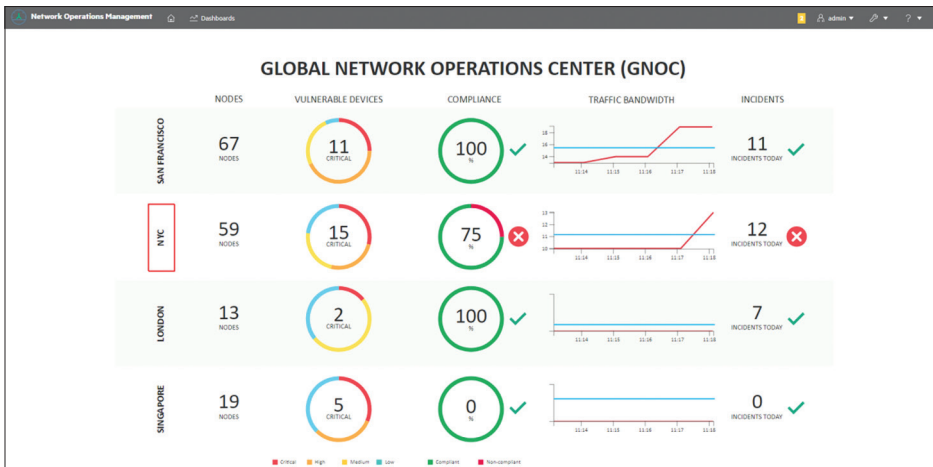 Network Operations Management Dashboards 3 admin ?
GLOBAL NETWORK OPERATIONS CENTER (GNOC)
NODES VULNERABLE DEVICES COMPLIANCE TRAFFIC BANDWIDTH INCIDENTS
SAN FRANCISCO
67
NODES
11
CRITICAL
100
%
18
16
14
11:14 11:15 11:16 11:17 11:18
11
INCIDENTS TODAY
NYC
59
NODES
15
CRITICAL
75
%
13
12
11
10
11:14 11:15 11:16 11:17 11:18
12
INCIDENTS TODAY
LONDON
13
NODES
2
CRITICAL
100
%
11:14 11:15 11:16 11:17 11:18
7
INCIDENTS TODAY
SINGAPORE
19
NODES
5
CRITICAL
0
%
11:14 11:15 11:16 11:17 11:18
0
INCIDENTS TODAY
Critical High Medium Low Compliant Non-compliant